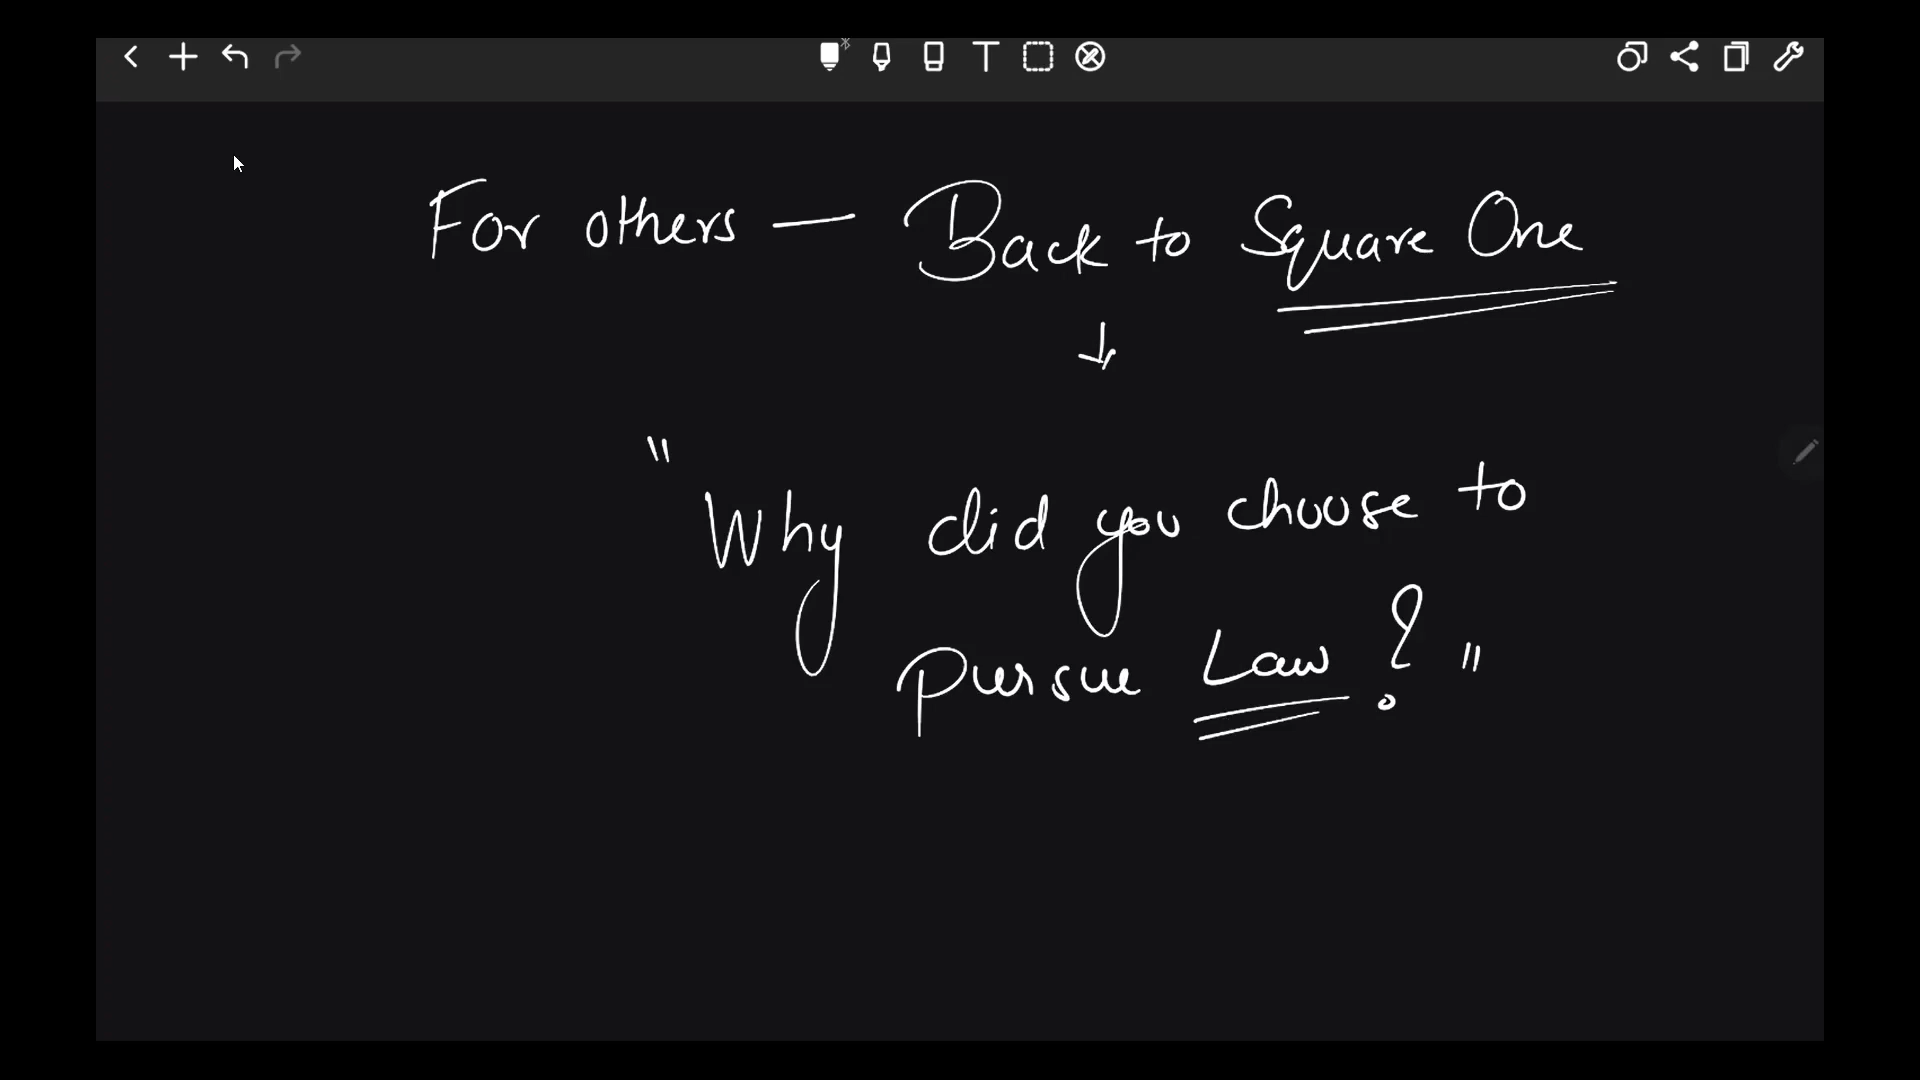 For others — Back to Square One
↓
"Why did you choose to
pursue Law?"